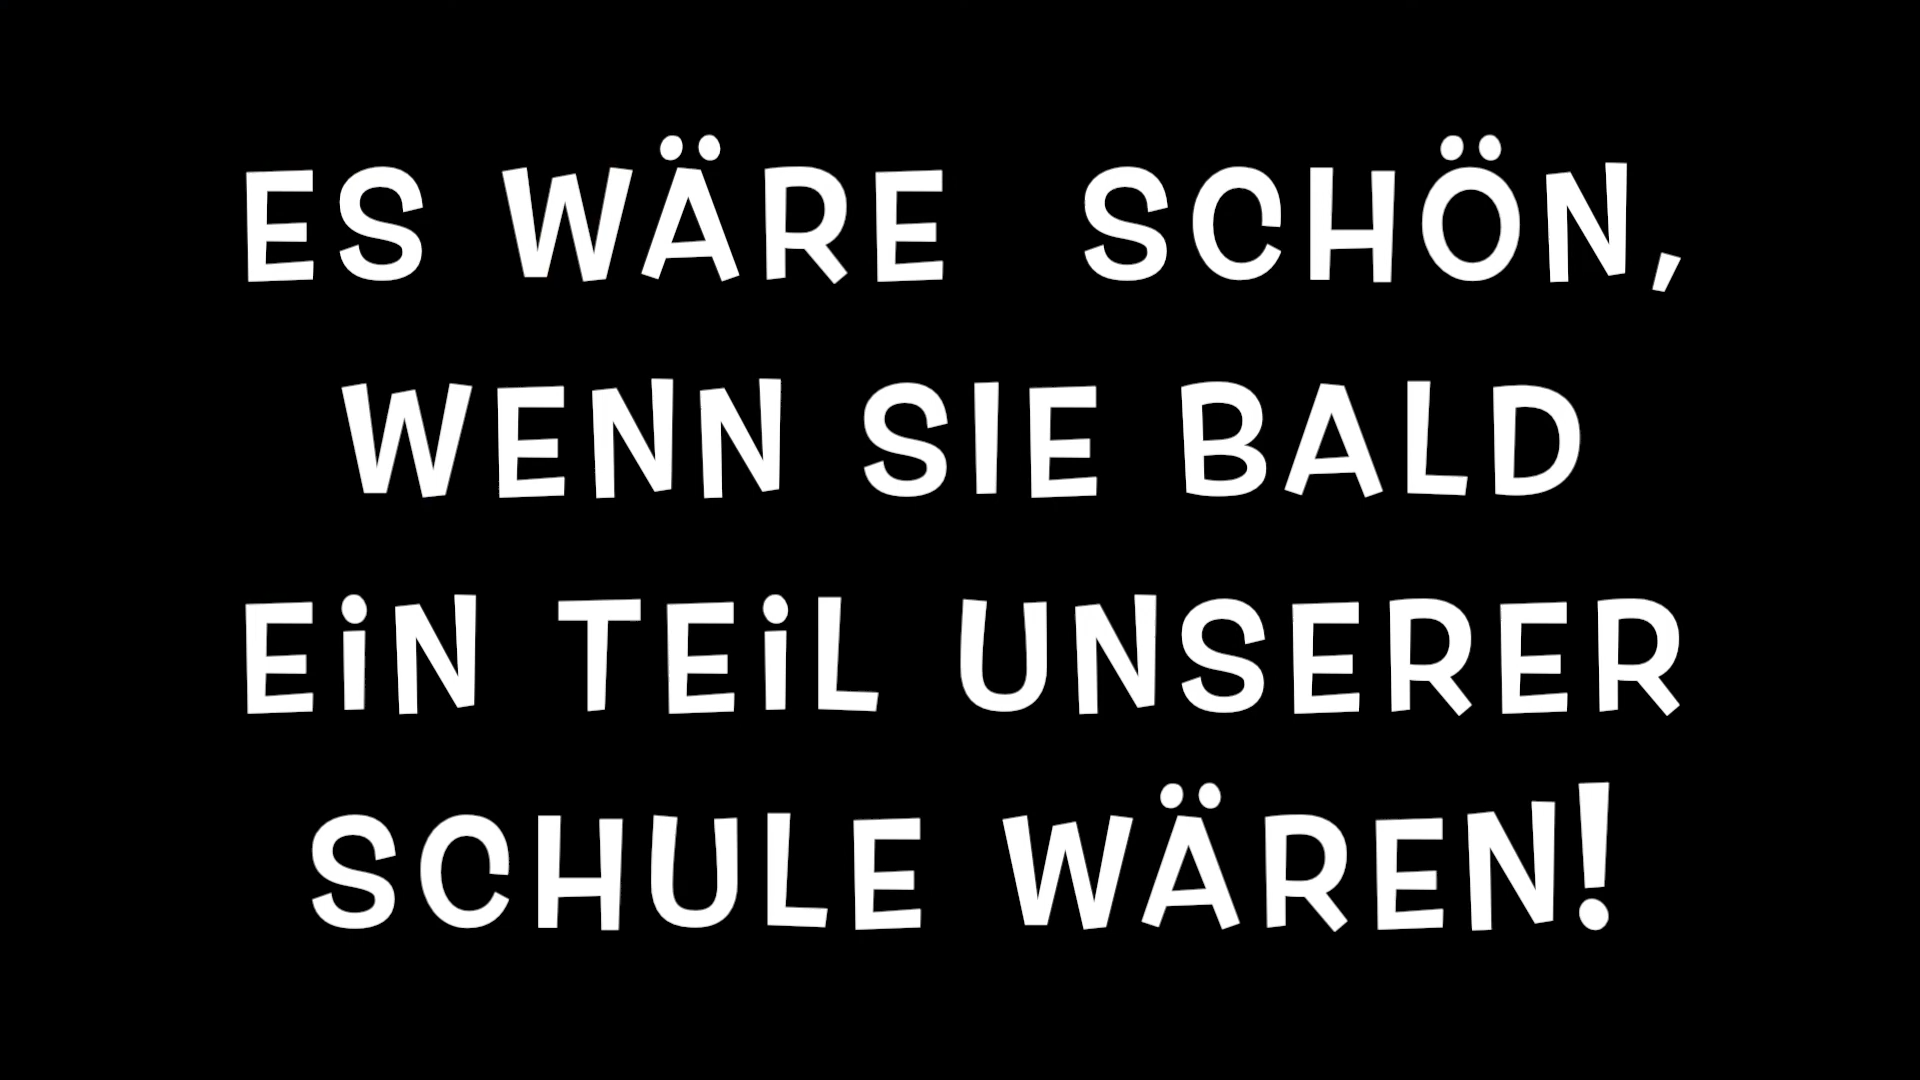 ES WÄRE  SCHÖN,
WENN SIE BALD
EiN TEiL UNSERER
SCHULE WÄREN!